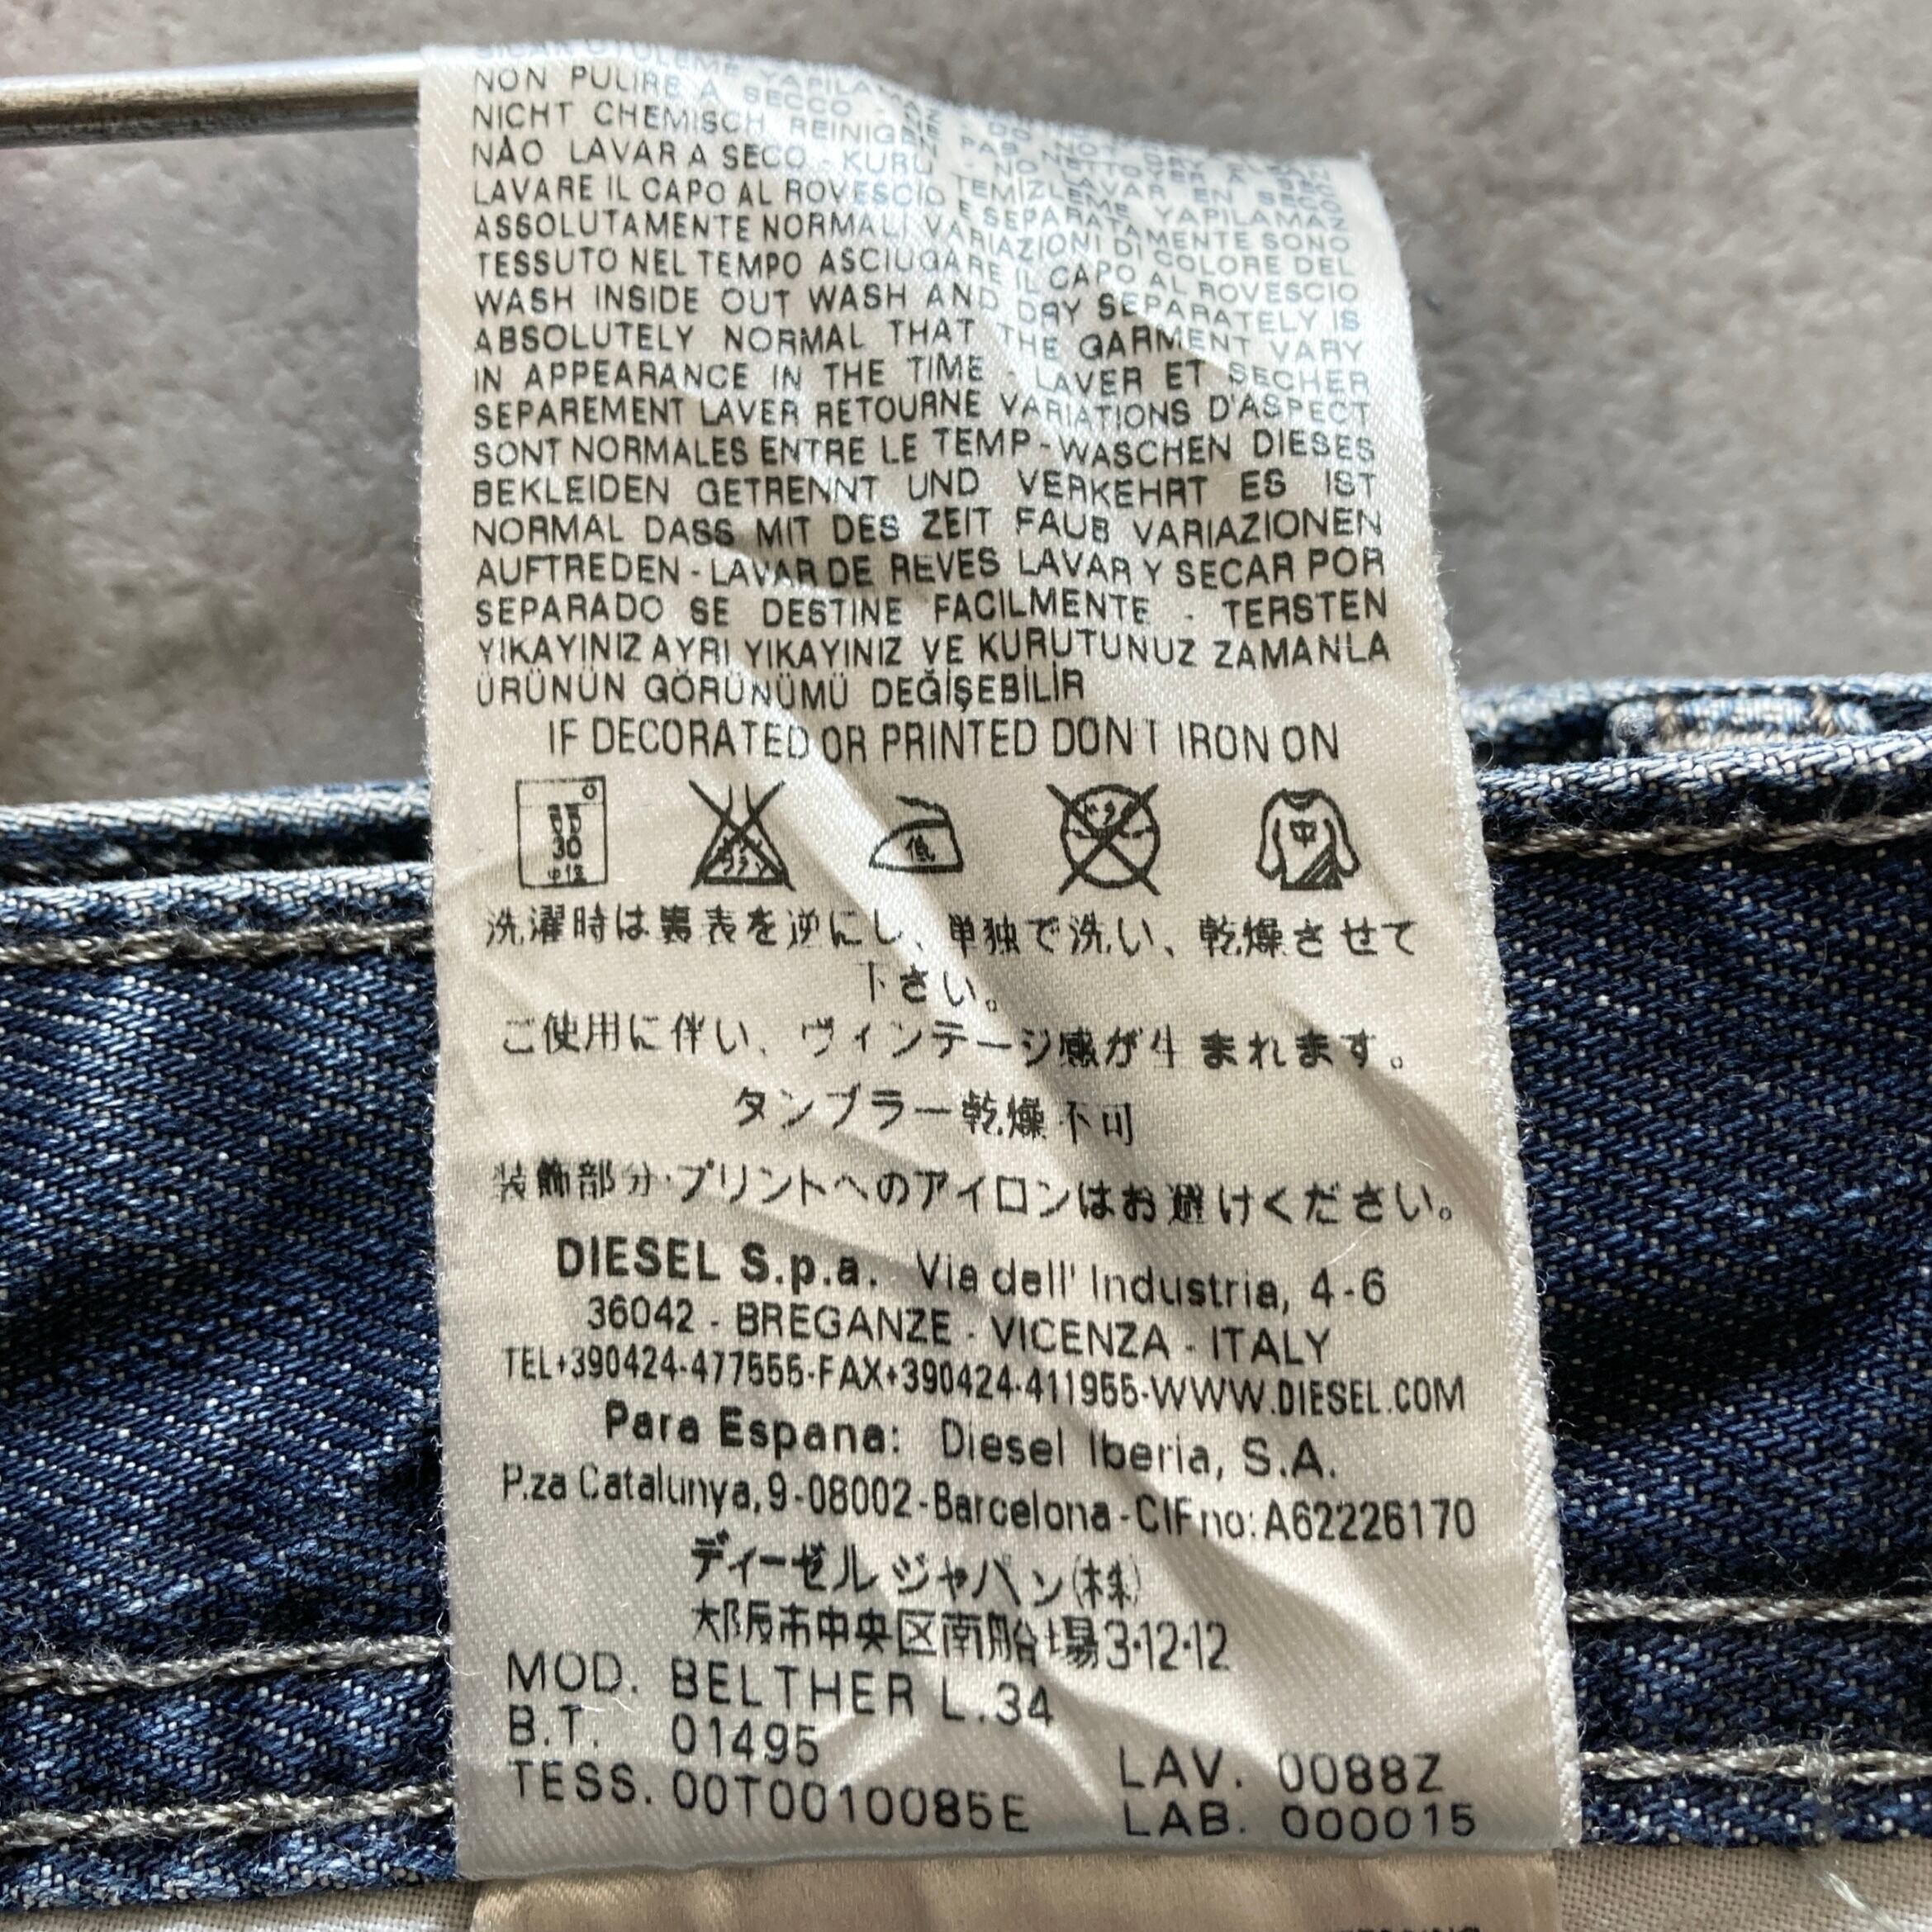 NON PULIRE A SECCO
NICHT CHEMISCH REINIGEN PAS NETTOYER A SEC
NÃO LAVAR A SECO - KURU TEMİZLEME YAPILAMAZ
LAVARE IL CAPO AL ROVESCIO E SEPARATAMENTE SONO
ASSOLUTAMENTE NORMALI VARIAZIONI DI COLORE DEL
TESSUTO NEL TEMPO ASCIUGARE IL CAPO AL ROVESCIO
WASH INSIDE OUT WASH AND DRY SEPARATELY IS
ABSOLUTELY NORMAL THAT THE GARMENT VARY
IN APPEARANCE IN THE TIME - LAVER ET SECHER
SEPAREMENT LAVER RETOURNE VARIATIONS D'ASPECT
SONT NORMALES ENTRE LE TEMP - WASCHEN DIESES
BEKLEIDEN GETRENNT UND VERKEHRT ES IST
NORMAL DASS MIT DES ZEIT FAUB VARIAZIONEN
AUFTREDEN - LAVAR DE REVES LAVAR Y SECAR POR
SEPARADO SE DESTINE FACILMENTE - TERSTEN
YIKAYINIZ AYRI YIKAYINIZ VE KURUTUNUZ ZAMANLA
ÜRÜNÜN GÖRÜNÜMÜ DEĞİŞEBİLİR
IF DECORATED OR PRINTED DON'T IRON ON
30 低 中
洗濯時は裏表を逆にし、単独で洗い、乾燥させて
下さい。
ご使用に伴い、ヴィンテージ感が生まれます。
タンブラー乾燥不可
装飾部分・プリントへのアイロンはお避けください。
DIESEL S.p.a. Via dell' Industria, 4-6
36042 - BREGANZE - VICENZA - ITALY
TEL+390424-477555-FAX+390424-411955-WWW.DIESEL.COM
Para Espana: Diesel Iberia, S.A.
P.za Catalunya, 9 - 08002 - Barcelona - CIF no: A62226170
ディーゼル ジャパン(株)
大阪市中央区南船場3-12-12
MOD. BELTHER L.34
B.T. 01495
TESS. 00T0010085E
LAV. 0088Z
LAB. 000015